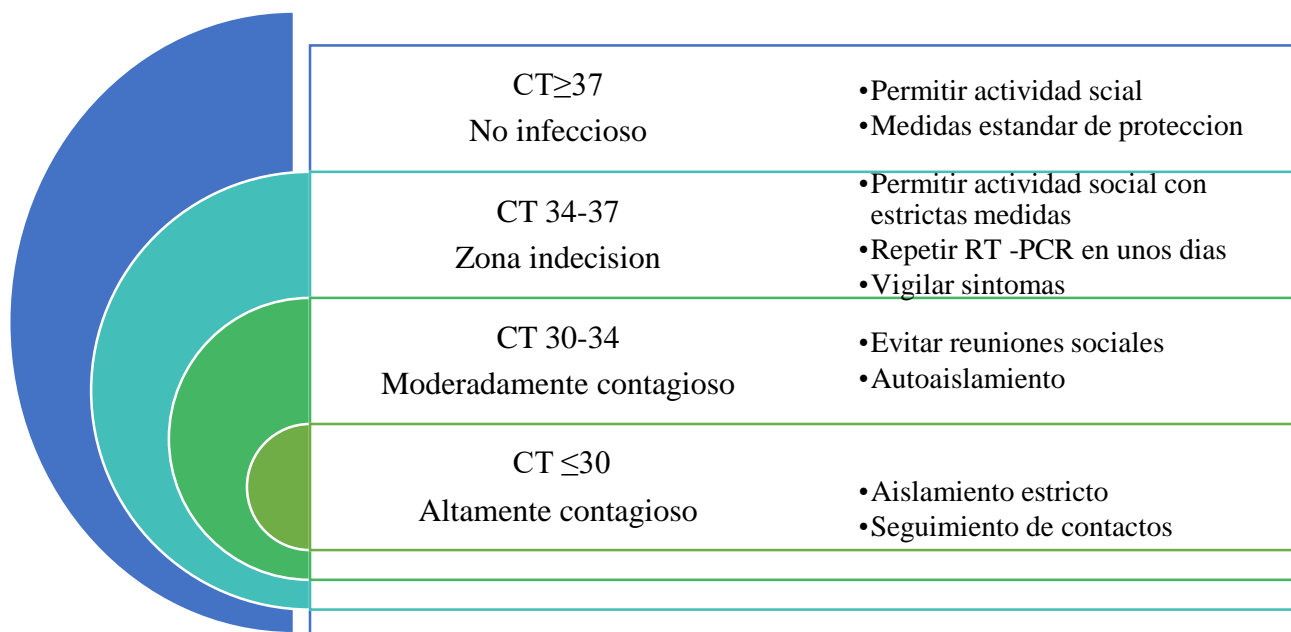 CT≥37
No infeccioso
•Permitir actividad scial
•Medidas estandar de proteccion
CT 34-37
Zona indecision
•Permitir actividad social con
estrictas medidas
•Repetir RT -PCR en unos dias
•Vigilar sintomas
CT 30-34
Moderadamente contagioso
•Evitar reuniones sociales
•Autoaislamiento
CT ≤30
Altamente contagioso
•Aislamiento estricto
•Seguimiento de contactos